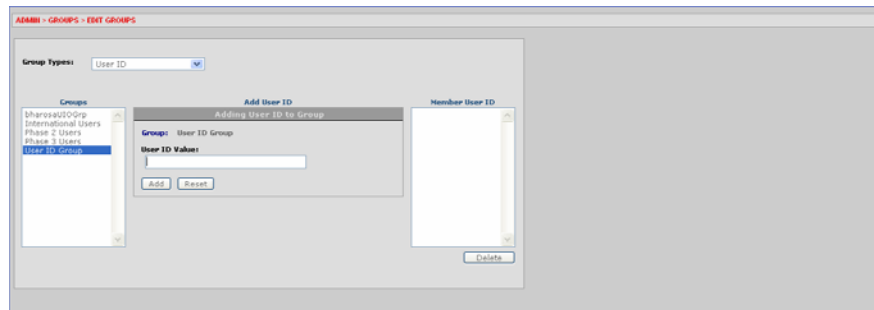 ADMIN > GROUPS > EDIT GROUPS
Group Types: User ID
Groups
bharosaUIOGrp
International Users
Phase 2 Users
Phase 3 Users
User ID Group
Add User ID
Adding User ID to Group
Group: User ID Group
User ID Value:
Add Reset
Member User ID
Delete